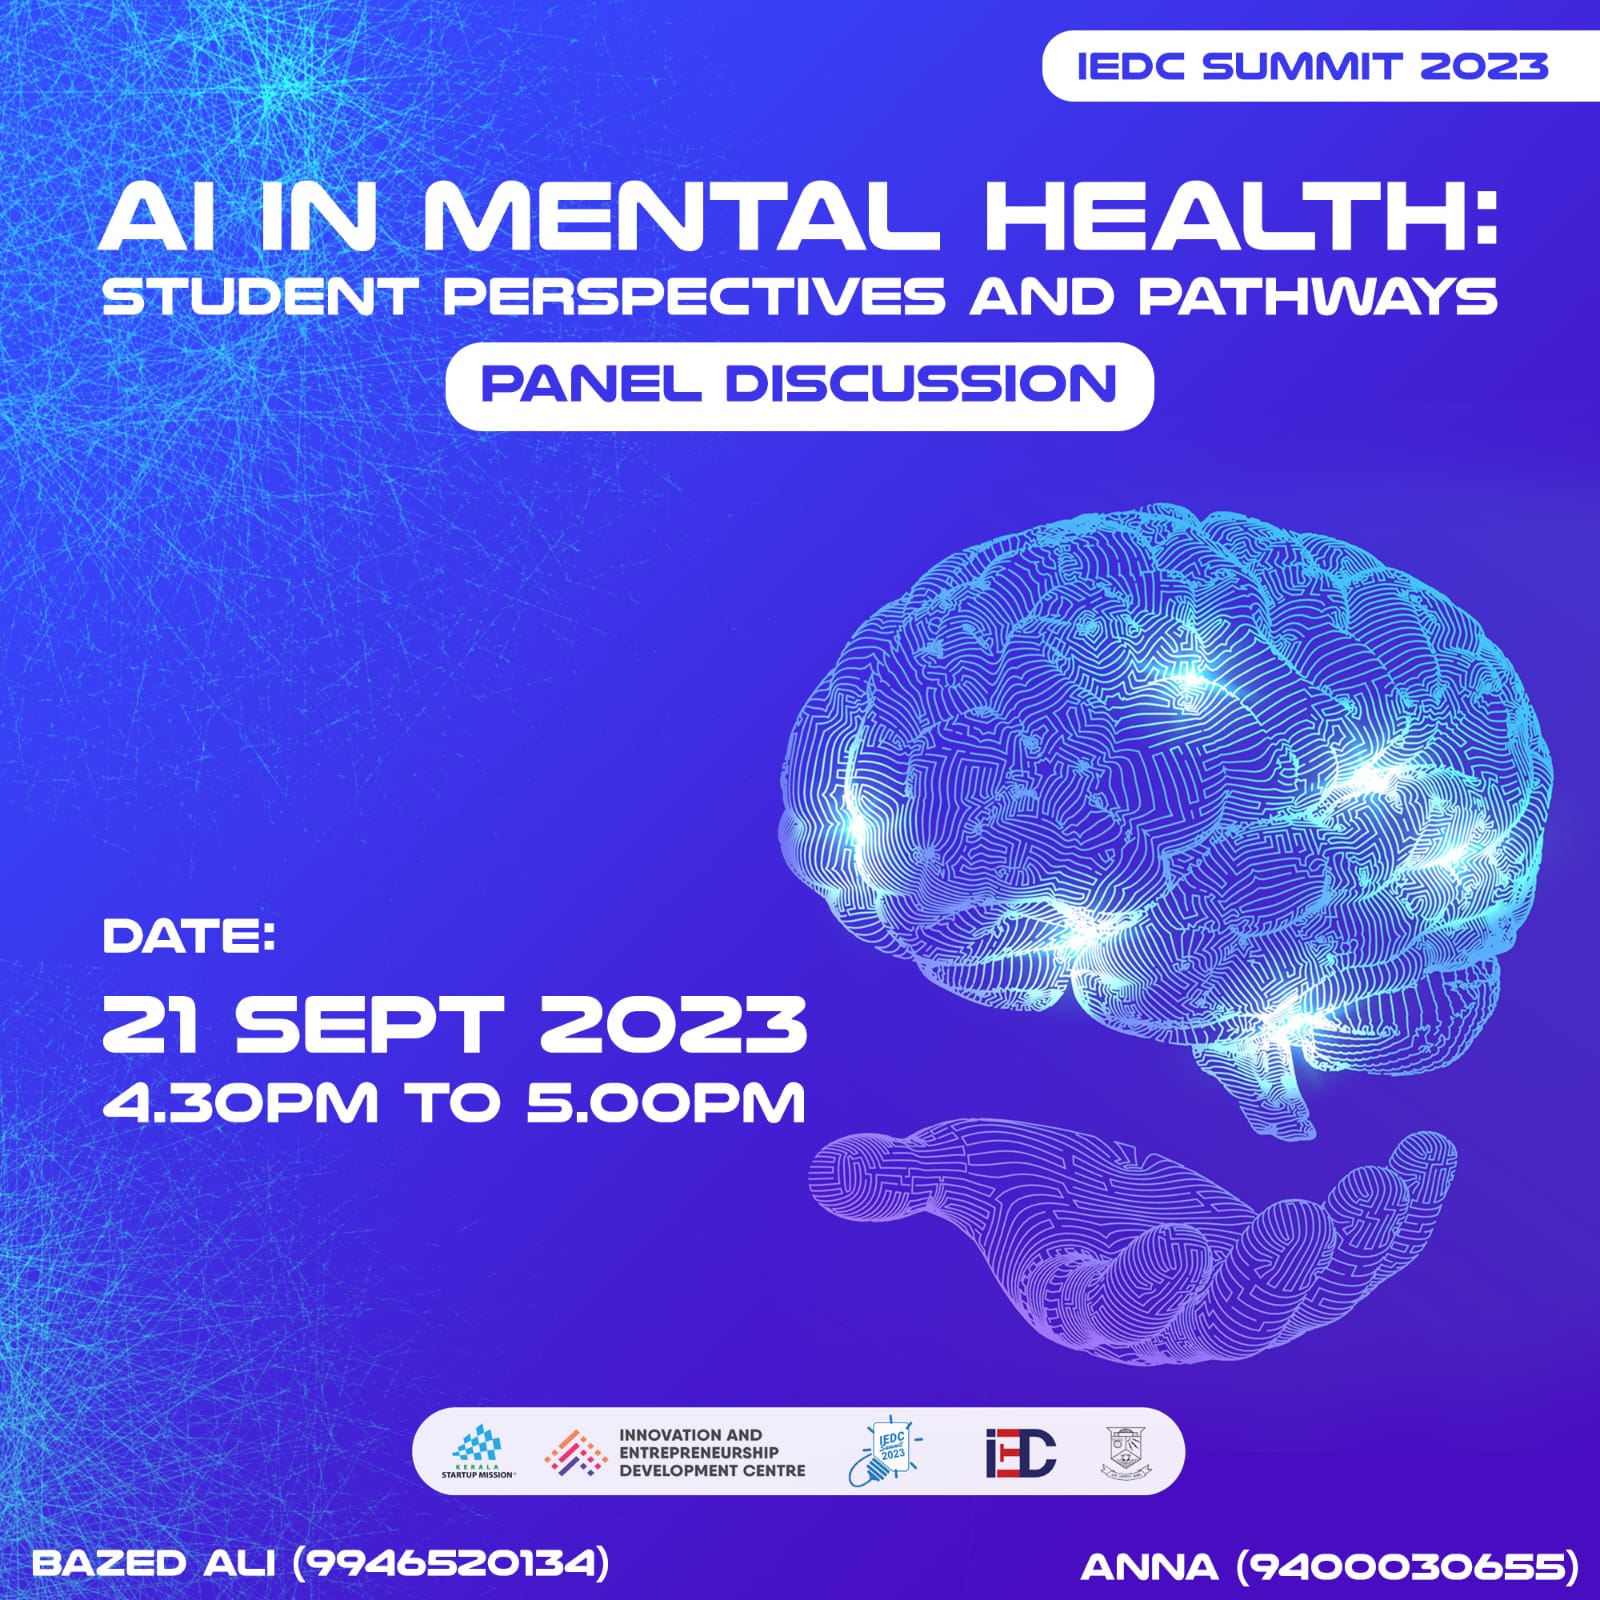 IEDC SUMMIT 2023
AI IN MENTAL HEALTH:
STUDENT PERSPECTIVES AND PATHWAYS
PANEL DISCUSSION
DATE:
21 SEPT 2023
4.30PM TO 5.00PM
KERALA
STARTUP MISSION
INNOVATION AND
ENTREPRENEURSHIP
DEVELOPMENT CENTRE
IEDC
Summit
2023
iEDC
BAZED ALI (9946520134)
ANNA (9400030655)